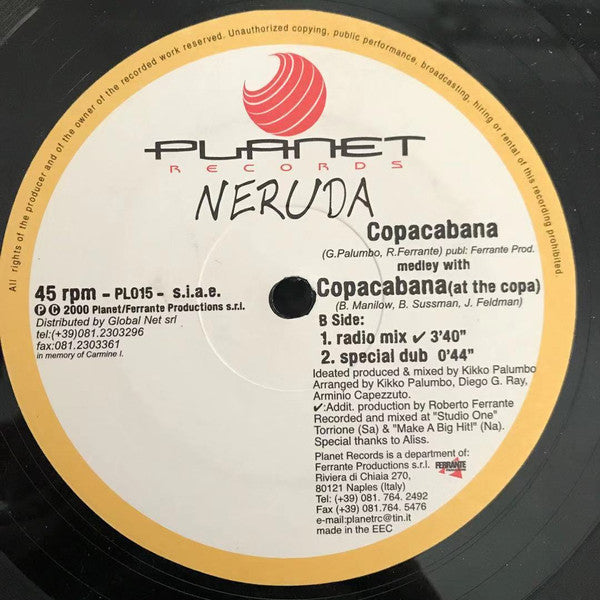 All rights of the producer and of the owner of the recorded work reserved. Unauthorized copying, public performance, broadcasting, hiring or rental of this recording prohibited
PLANET
RECORDS
NERUDA
Copacabana
(G.Palumbo, R.Ferrante) publ: Ferrante Prod.
medley with
Copacabana(at the copa)
(B. Manilow, B. Sussman, J. Feldman)
45 rpm - PL015 - s.i.a.e.
Ⓟ Ⓒ 2000 Planet/Ferrante Productions s.r.l.
Distributed by Global Net srl
tel:(+39)081.2303296
fax:081.2303361
in memory of Carmine I.
B Side:
1. radio mix ✔ 3'40"
2. special dub 0'44"
Ideated produced & mixed by Kikko Palumbo
Arranged by Kikko Palumbo, Diego G. Ray,
Arminio Capezzuto.
✔:Addit. production by Roberto Ferrante
Recorded and mixed at "Studio One"
Torrione (Sa) & "Make A Big Hit!" (Na).
Special thanks to Aliss.
Planet Records is a department of:
Ferrante Productions s.r.l. FERRANTE
Riviera di Chiaia 270,
80121 Naples (Italy)
Tel: (+39) 081. 764. 2492
Fax (+39) 081.764. 5476
e-mail:planetrc@tin.it
made in the EEC